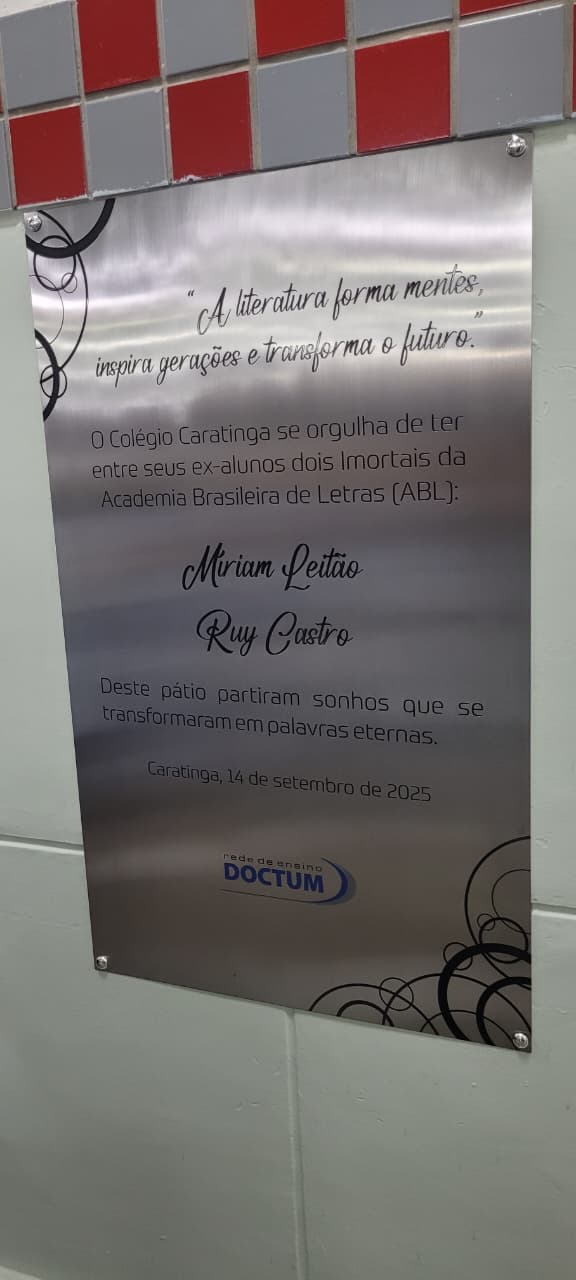 “A literatura forma mentes,
inspira gerações e transforma o futuro.”
O Colégio Caratinga se orgulha de ter
entre seus ex-alunos dois Imortais da
Academia Brasileira de Letras (ABL):
Míriam Leitão
Ruy Castro
Deste pátio partiram sonhos que se
transformaram em palavras eternas.
Caratinga, 14 de setembro de 2025
rede de ensino
DOCTUM